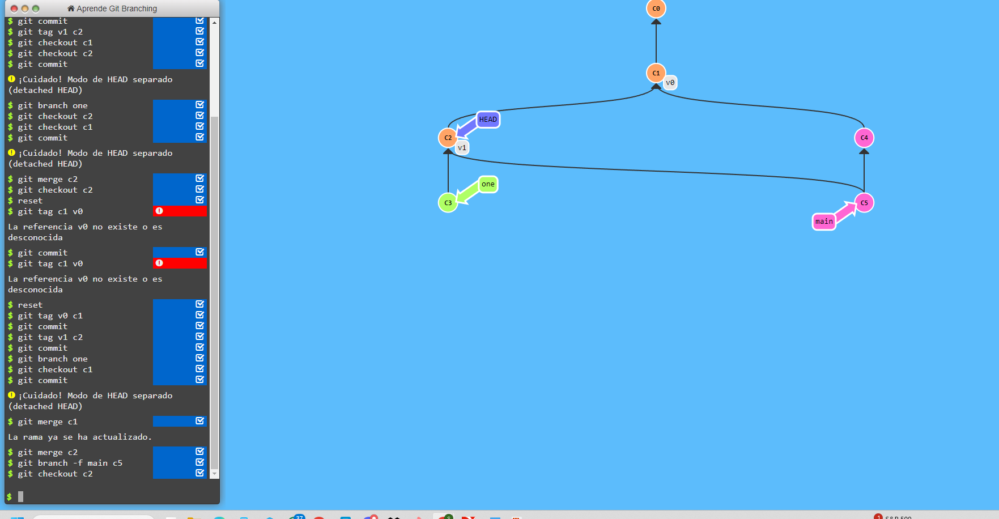 Aprende Git Branching
$ git commit
$ git tag v1 c2
$ git checkout c1
$ git checkout c2
$ git commit
¡Cuidado! Modo de HEAD separado
(detached HEAD)
$ git branch one
$ git checkout c2
$ git checkout c1
$ git commit
¡Cuidado! Modo de HEAD separado
(detached HEAD)
$ git merge c2
$ git checkout c2
$ reset
$ git tag c1 v0
La referencia v0 no existe o es
desconocida
$ git commit
$ git tag c1 v0
La referencia v0 no existe o es
desconocida
$ reset
$ git tag v0 c1
$ git commit
$ git tag v1 c2
$ git commit
$ git branch one
$ git checkout c1
$ git commit
¡Cuidado! Modo de HEAD separado
(detached HEAD)
$ git merge c1
La rama ya se ha actualizado.
$ git merge c2
$ git branch -f main c5
$ git checkout c2
$
C0
C1
v0
HEAD
C2
v1
C4
one
C3
C5
main
37
S
1
S&P 500